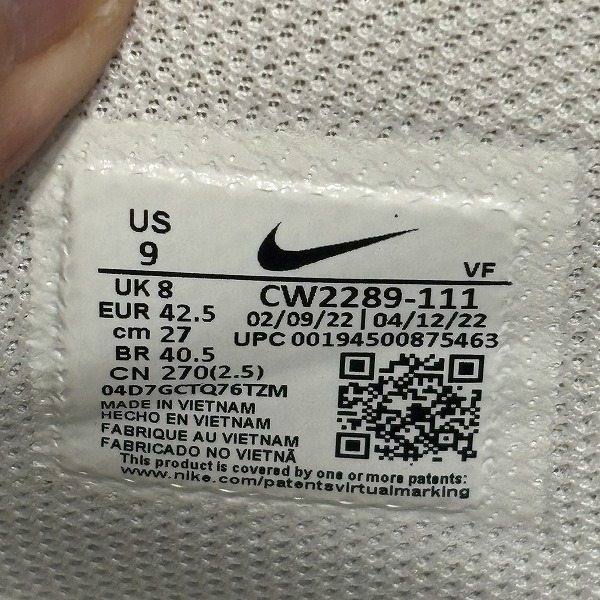 US
9
VF
UK 8
EUR 42.5
cm 27
BR 40.5
CN 270(2.5)
CW2289-111
02/09/22 | 04/12/22
UPC 00194500875463
04D7GCTQ76TZM
MADE IN VIETNAM
HECHO EN VIETNAM
FABRIQUE AU VIETNAM
FABRICADO NO VIETNÃ
This product is covered by one or more patents:
www.nike.com/patentsvirtualmarking